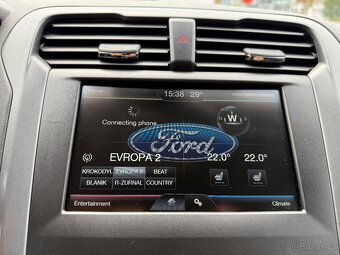 15:38 29°
Information
Connecting phone
N
W
S
Ford
EVROPA 2
22.0° 22.0°
KROKODYL EVROPA 2 BEAT
BLANIK R-ZURNAL COUNTRY
Entertainment
Climate